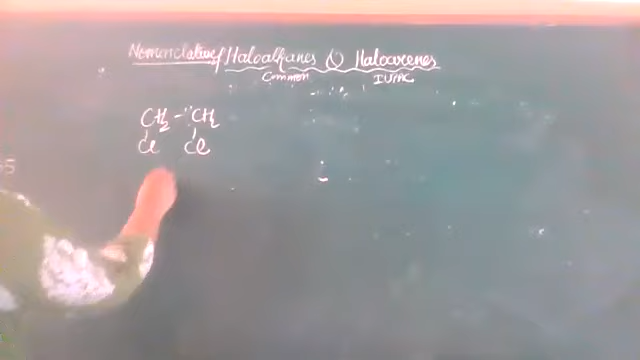 Nomenclature of Haloalkanes & Haloarenes
Common IUPAC
CH2 - CH2
Cl Cl